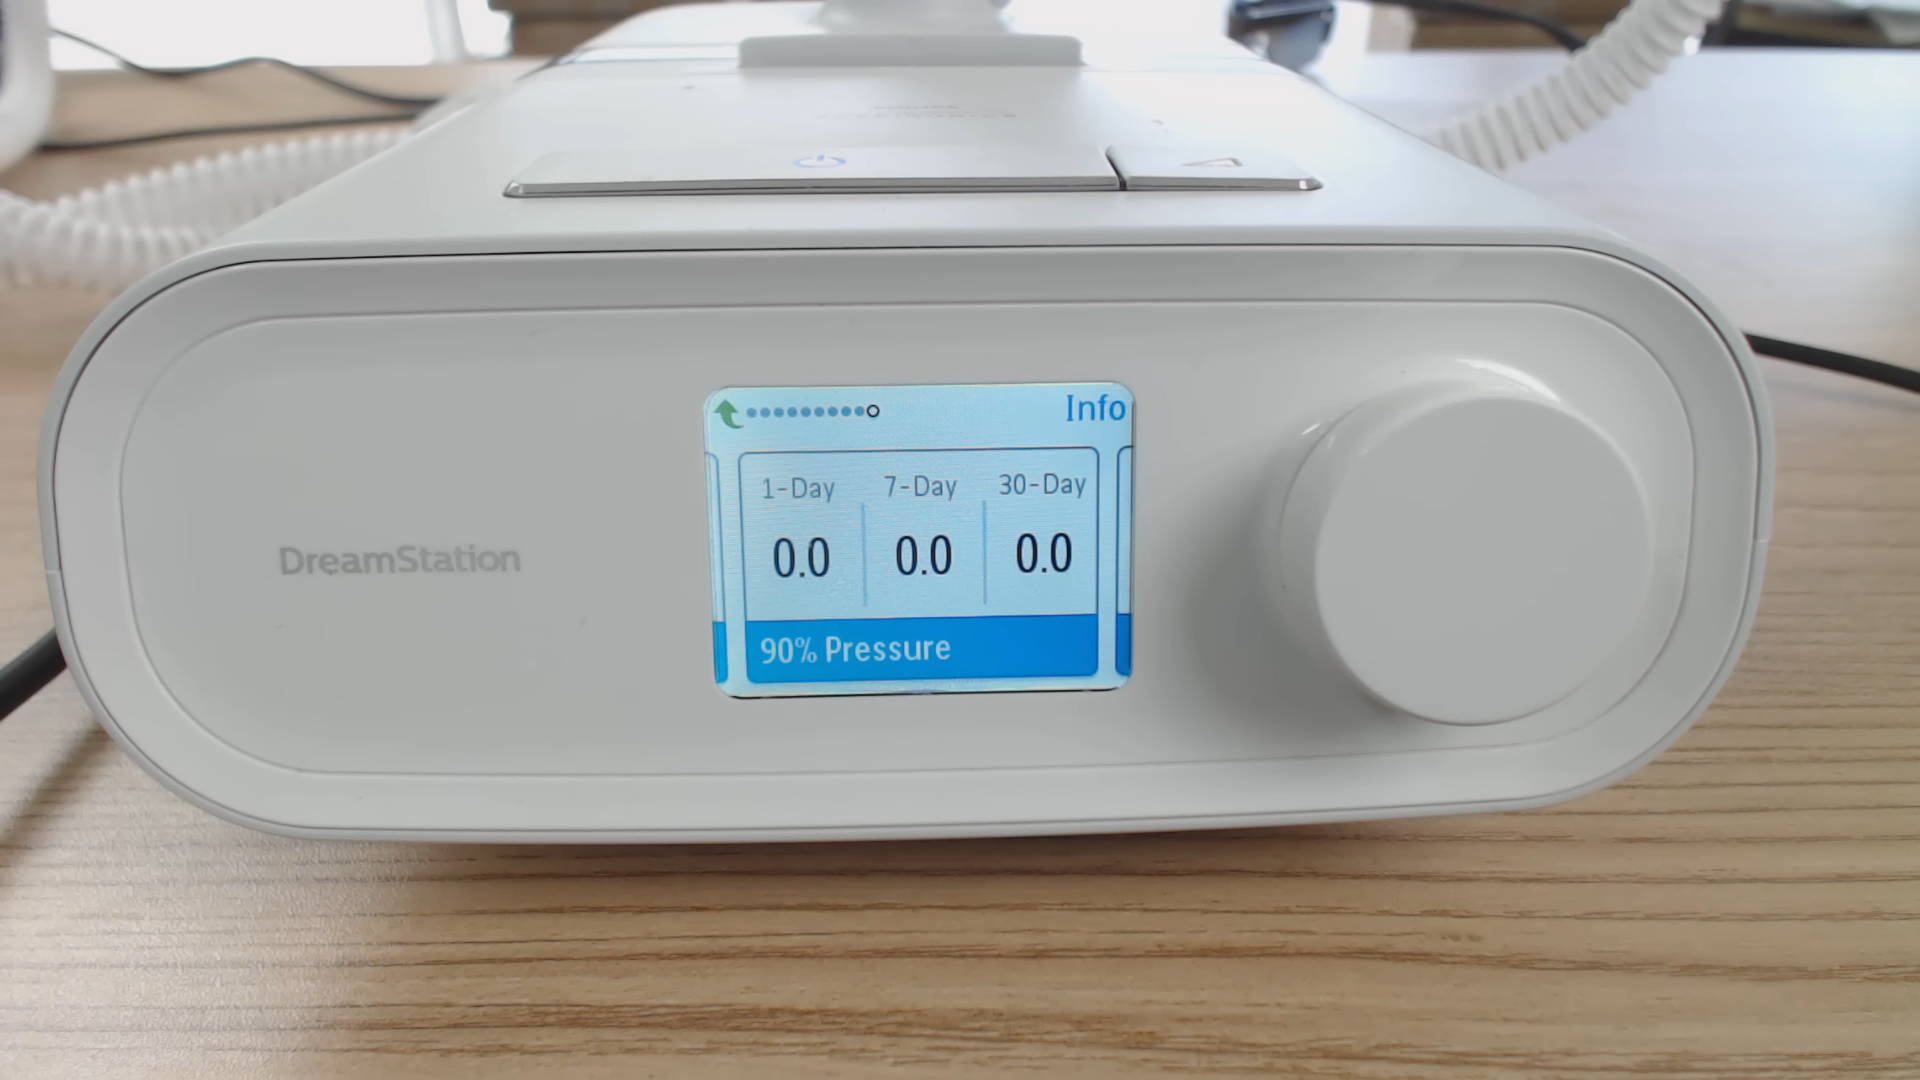 Info
1-Day 7-Day 30-Day
0.0 0.0 0.0
90% Pressure
DreamStation